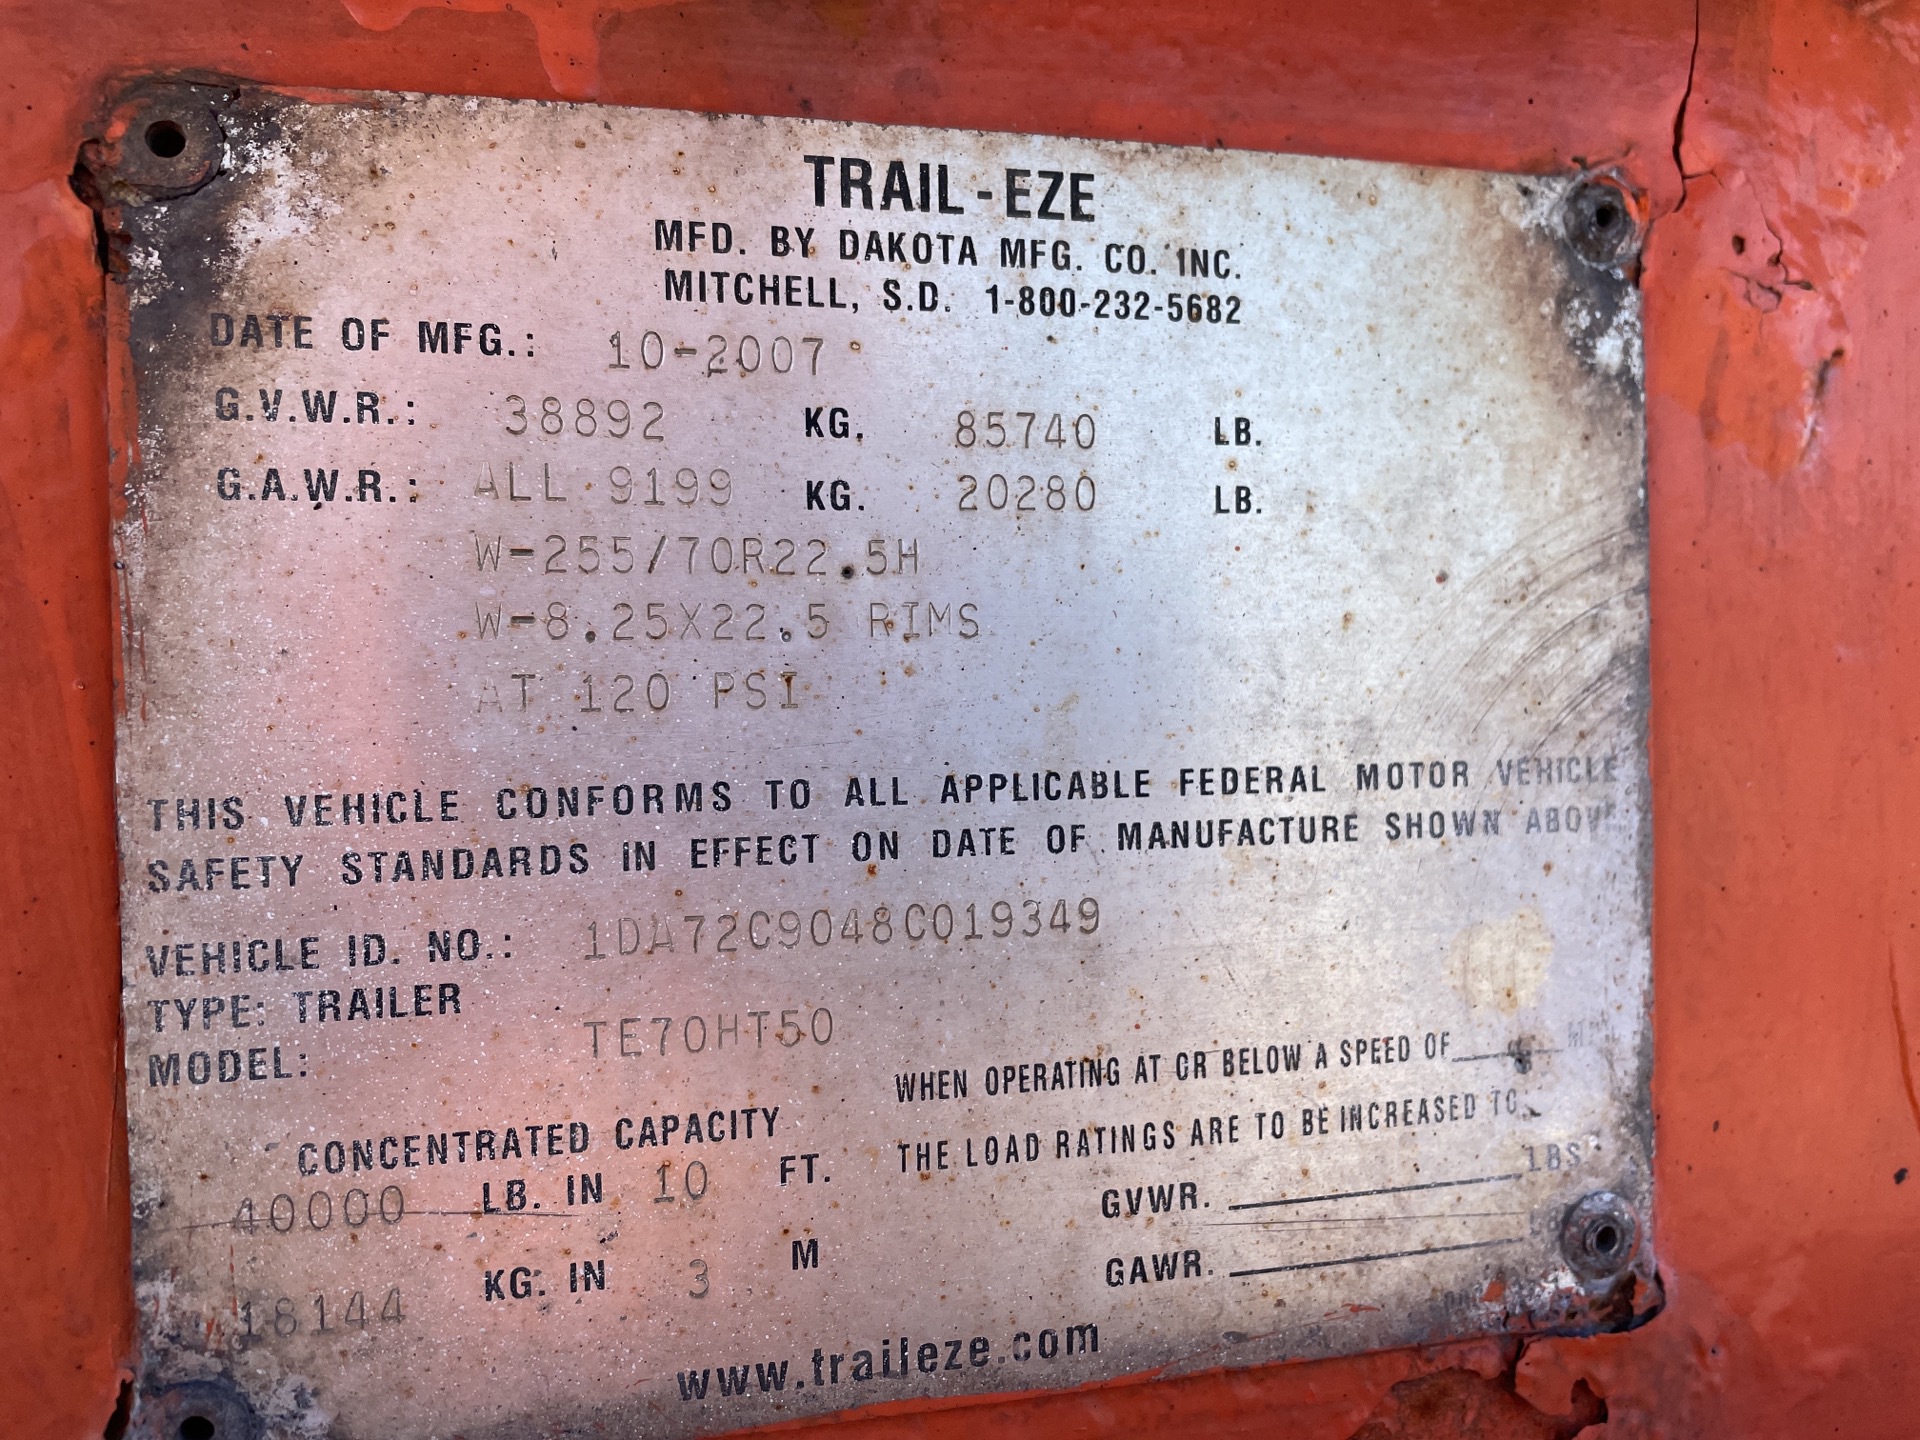 TRAIL-EZE
MFD. BY DAKOTA MFG. CO. INC.
MITCHELL, S.D. 1-800-232-5682
DATE OF MFG.: 10-2007
G.V.W.R.: 38892 KG. 85740 LB.
G.A.W.R.: ALL 9199 KG. 20280 LB.
W-255/70R22.5H
W-8.25X22.5 RIMS
AT 120 PSI
THIS VEHICLE CONFORMS TO ALL APPLICABLE FEDERAL MOTOR VEHICLE
SAFETY STANDARDS IN EFFECT ON DATE OF MANUFACTURE SHOWN ABOVE
VEHICLE ID. NO.: 1DA72C9048C019349
TYPE: TRAILER
MODEL: TE70HT50
WHEN OPERATING AT OR BELOW A SPEED OF
THE LOAD RATINGS ARE TO BE INCREASED TO
CONCENTRATED CAPACITY
40000 LB. IN 10 FT.
GVWR. LBS
18144 KG. IN 3 M
GAWR.
www.traileze.com